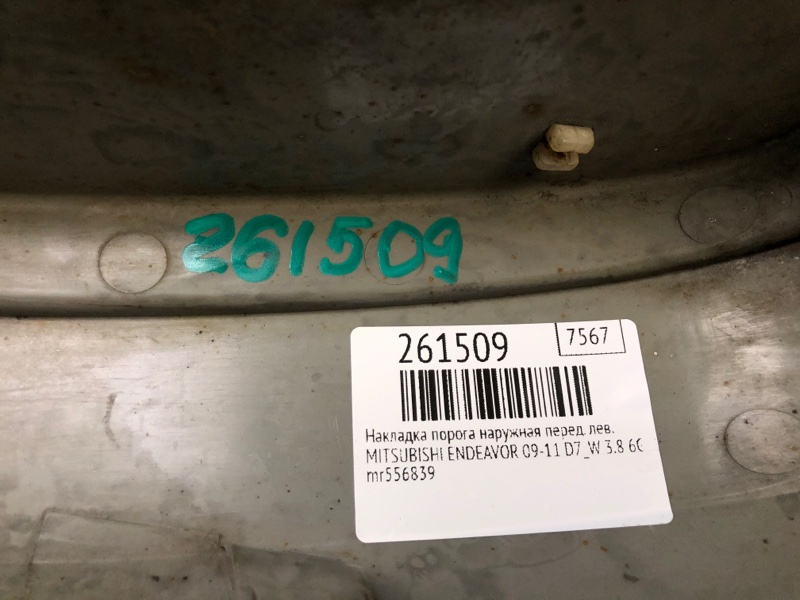 261509
261509
7567
Накладка порога наружная перед. лев.
MITSUBISHI ENDEAVOR 09-11 D7_W 3.8 6G
mr556839